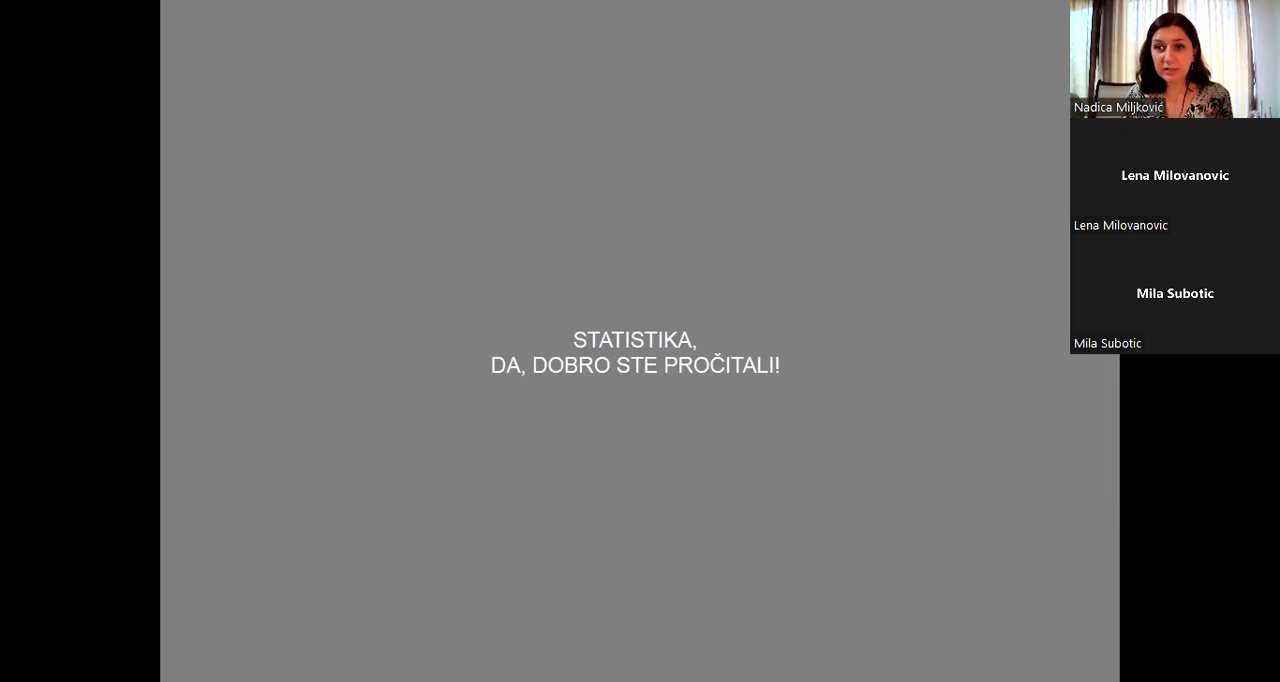 STATISTIKA,
DA, DOBRO STE PROČITALI!
Nadica Miljković
Lena Milovanovic
Lena Milovanovic
Mila Subotic
Mila Subotic